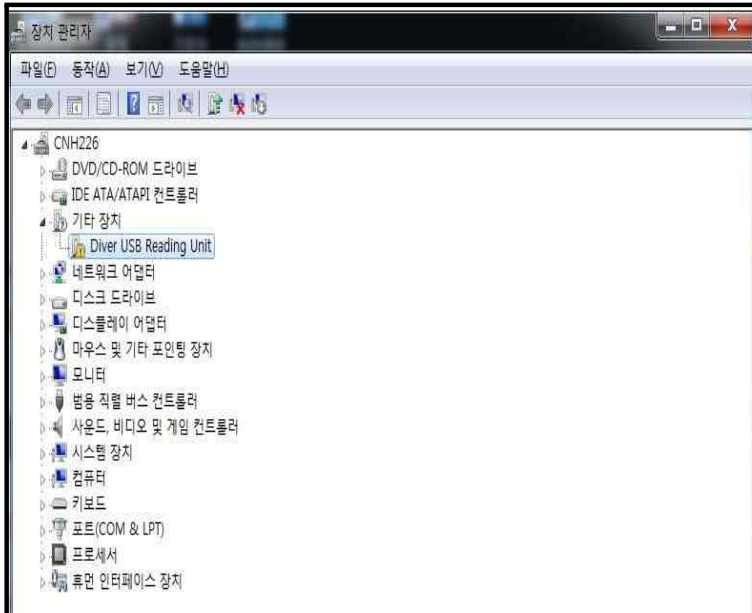 장치 관리자
파일(F) 동작(A) 보기(V) 도움말(H)
CNH226
DVD/CD-ROM 드라이브
IDE ATA/ATAPI 컨트롤러
기타 장치
Diver USB Reading Unit
네트워크 어댑터
디스크 드라이브
디스플레이 어댑터
마우스 및 기타 포인팅 장치
모니터
범용 직렬 버스 컨트롤러
사운드, 비디오 및 게임 컨트롤러
시스템 장치
컴퓨터
키보드
포트(COM & LPT)
프로세서
휴먼 인터페이스 장치